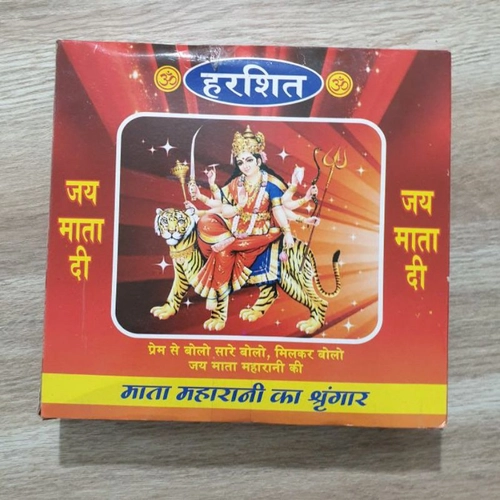 ॐ हरशित ॐ
जय
माता
दी
जय
माता
दी
प्रेम से बोलो सारे बोलो, मिलकर बोलो
जय माता महारानी की
माता महारानी का श्रृंगार